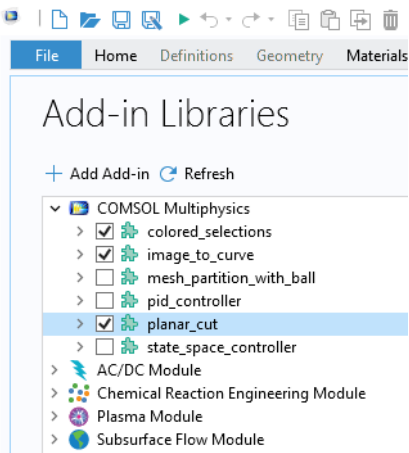 File Home Definitions Geometry Materials
Add-in Libraries
Add Add-in Refresh
COMSOL Multiphysics
colored_selections
image_to_curve
mesh_partition_with_ball
pid_controller
planar_cut
state_space_controller
AC/DC Module
Chemical Reaction Engineering Module
Plasma Module
Subsurface Flow Module